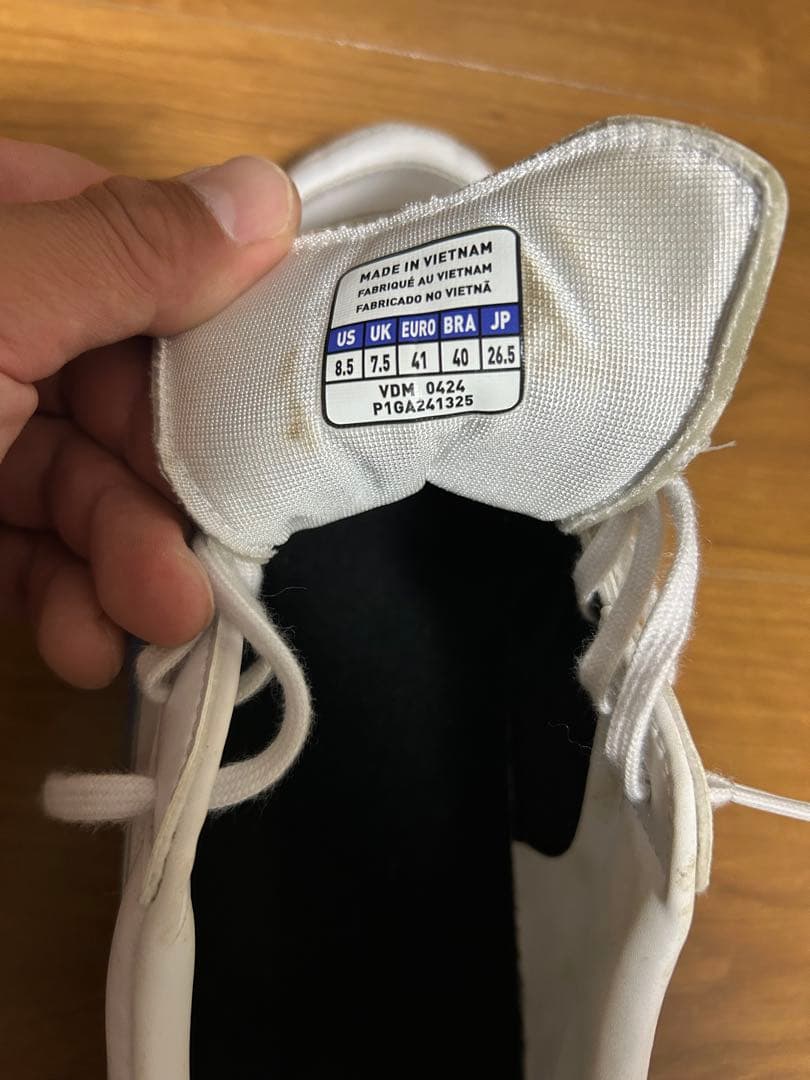 MADE IN VIETNAM
FABRIQUÉ AU VIETNAM
FABRICADO NO VIETNÃ
US UK EURO BRA JP
8.5 7.5 41 40 26.5
VDM 0424
P1GA241325